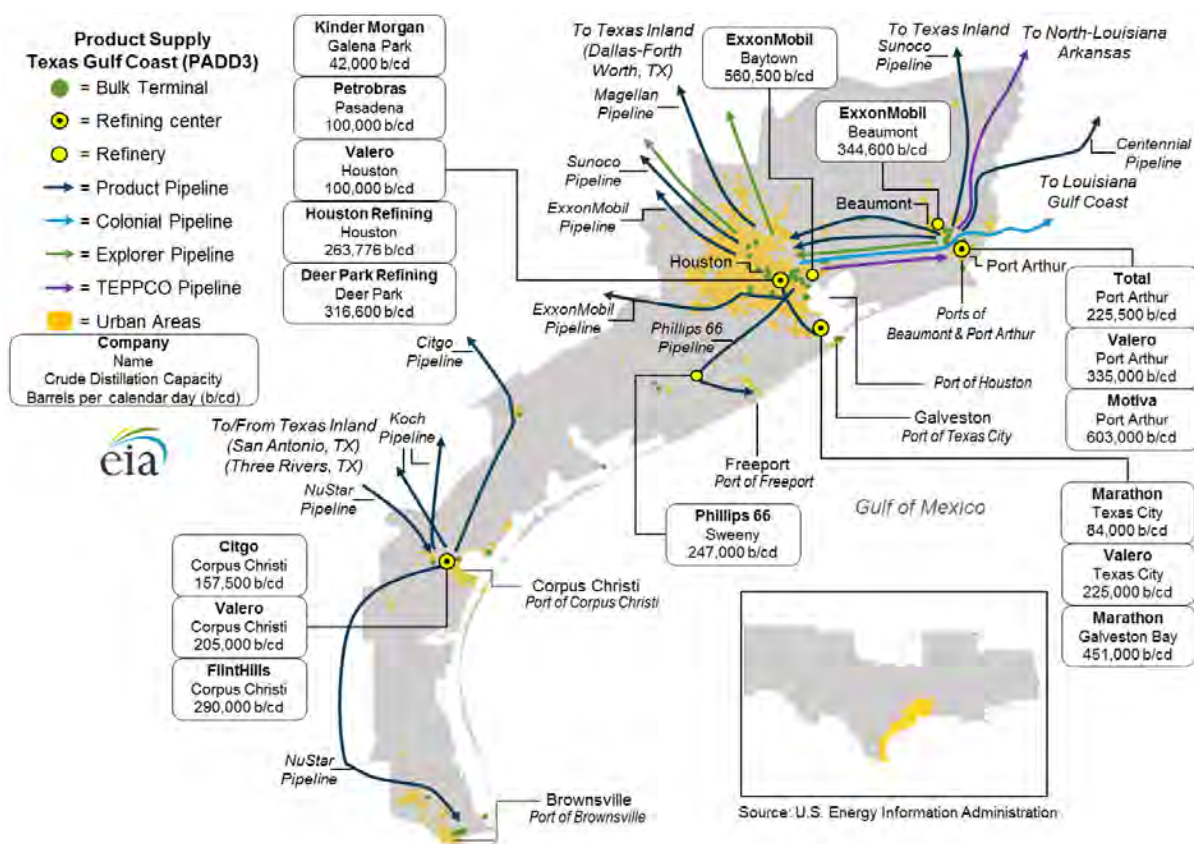 Product Supply
Texas Gulf Coast (PADD3)
= Bulk Terminal
= Refining center
= Refinery
= Product Pipeline
= Colonial Pipeline
= Explorer Pipeline
= TEPPCO Pipeline
= Urban Areas
Company
Name
Crude Distillation Capacity
Barrels per calendar day (b/cd)
eia
Kinder Morgan
Galena Park
42,000 b/cd
Petrobras
Pasadena
100,000 b/cd
Valero
Houston
100,000 b/cd
Houston Refining
Houston
263,776 b/cd
Deer Park Refining
Deer Park
316,600 b/cd
To Texas Inland
(Dallas-Forth
Worth, TX)
Magellan
Pipeline
Sunoco
Pipeline
ExxonMobil
Pipeline
ExxonMobil
Baytown
560,500 b/cd
ExxonMobil
Beaumont
344,600 b/cd
To Texas Inland
Sunoco
Pipeline
To North-Louisiana
Arkansas
Centennial
Pipeline
To Louisiana
Gulf Coast
Beaumont
Houston
Port Arthur
Ports of
Beaumont & Port Arthur
Port of Houston
Galveston
Port of Texas City
Total
Port Arthur
225,500 b/cd
Valero
Port Arthur
335,000 b/cd
Motiva
Port Arthur
603,000 b/cd
ExxonMobil
Pipeline
Phillips 66
Pipeline
Citgo
Pipeline
Koch
Pipeline
To/From Texas Inland
(San Antonio, TX)
(Three Rivers, TX)
NuStar
Pipeline
Freeport
Port of Freeport
Gulf of Mexico
Phillips 66
Sweeny
247,000 b/cd
Marathon
Texas City
84,000 b/cd
Valero
Texas City
225,000 b/cd
Marathon
Galveston Bay
451,000 b/cd
Citgo
Corpus Christi
157,500 b/cd
Valero
Corpus Christi
205,000 b/cd
FlintHills
Corpus Christi
290,000 b/cd
Corpus Christi
Port of Corpus Christi
NuStar
Pipeline
Brownsville
Port of Brownsville
Source: U.S. Energy Information Administration